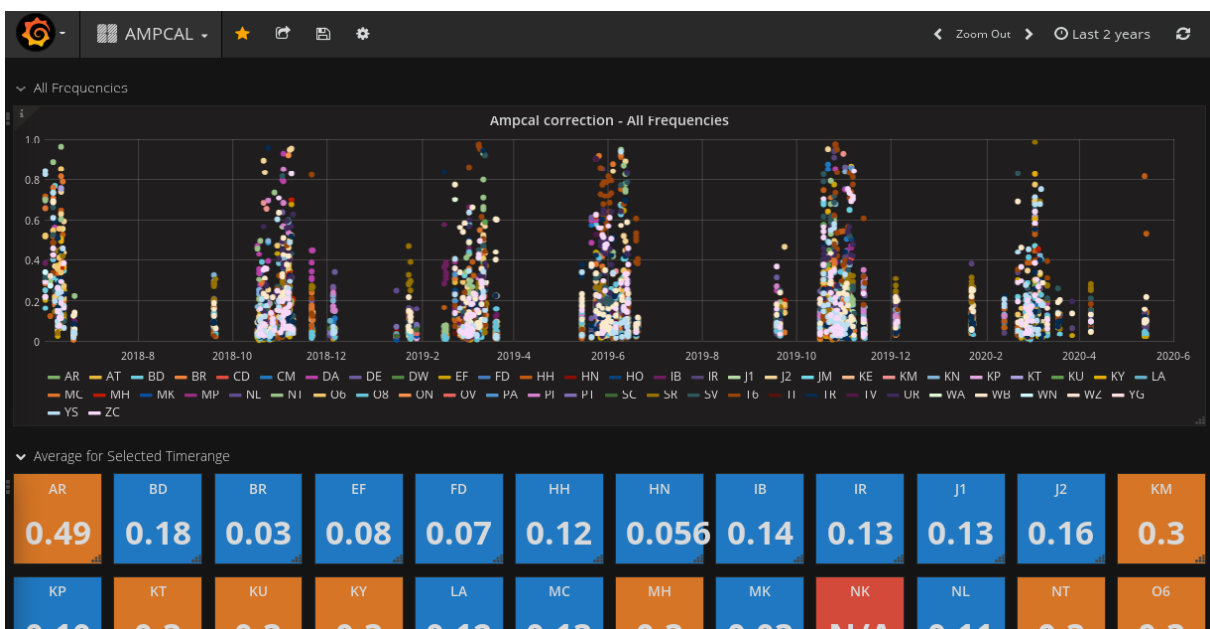 AMPCAL
Zoom Out
Last 2 years
All Frequencies
Ampcal correction - All Frequencies
1.0
0.8
0.6
0.4
0.2
0
2018-8 2018-10 2018-12 2019-2 2019-4 2019-6 2019-8 2019-10 2019-12 2020-2 2020-4 2020-6
AR AT BD BR CD CM DA DE DW EF FD HH HN HO IB IR J1 J2 JM KE KM KN KP KT KU KY LA
MC MH MK MP NL NT O6 O8 ON OV PA PI PT SC SR SV T6 TI TR TV UR WA WB WN WZ YG
YS ZC
Average for Selected Timerange
AR BD BR EF FD HH HN IB IR J1 J2 KM
0.49 0.18 0.03 0.08 0.07 0.12 0.056 0.14 0.13 0.13 0.16 0.3
KP KT KU KY LA MC MH MK NK NL NT O6